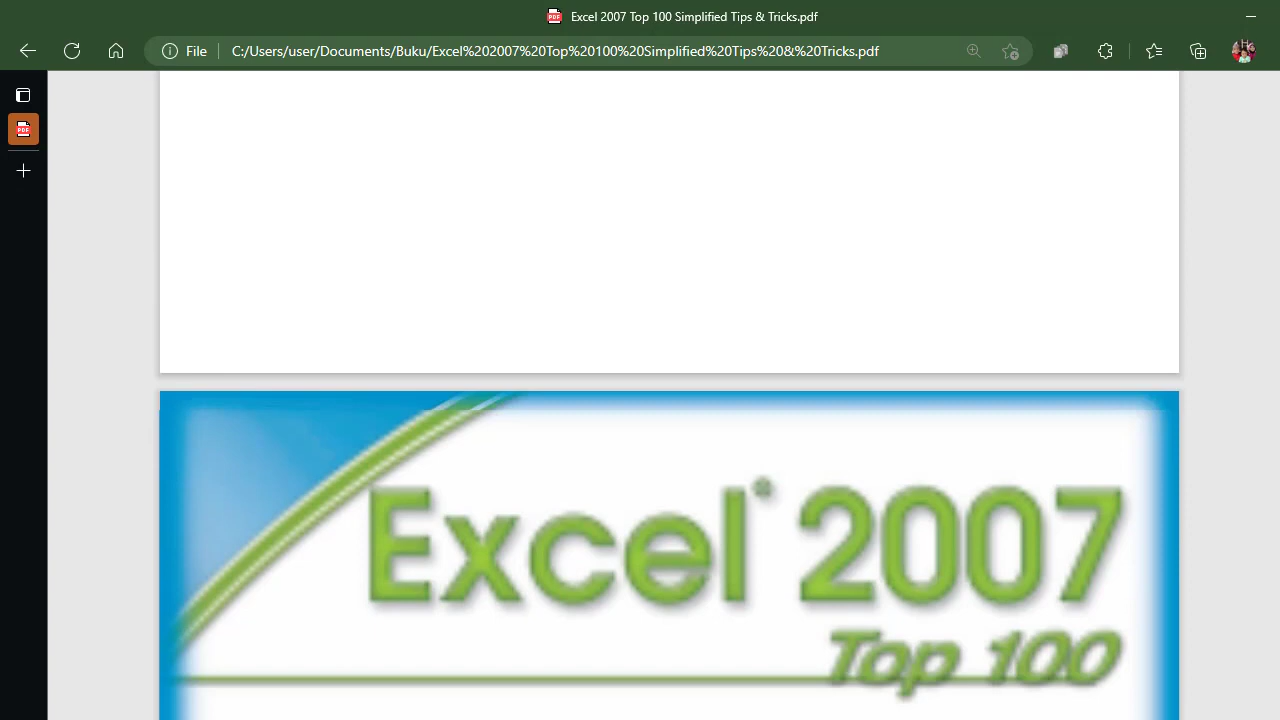 Excel 2007 Top 100 Simplified Tips & Tricks.pdf
File
C:/Users/user/Documents/Buku/Excel%202007%20Top%20100%20Simplified%20Tips%20&%20Tricks.pdf
PDF
Excel® 2007
Top 100